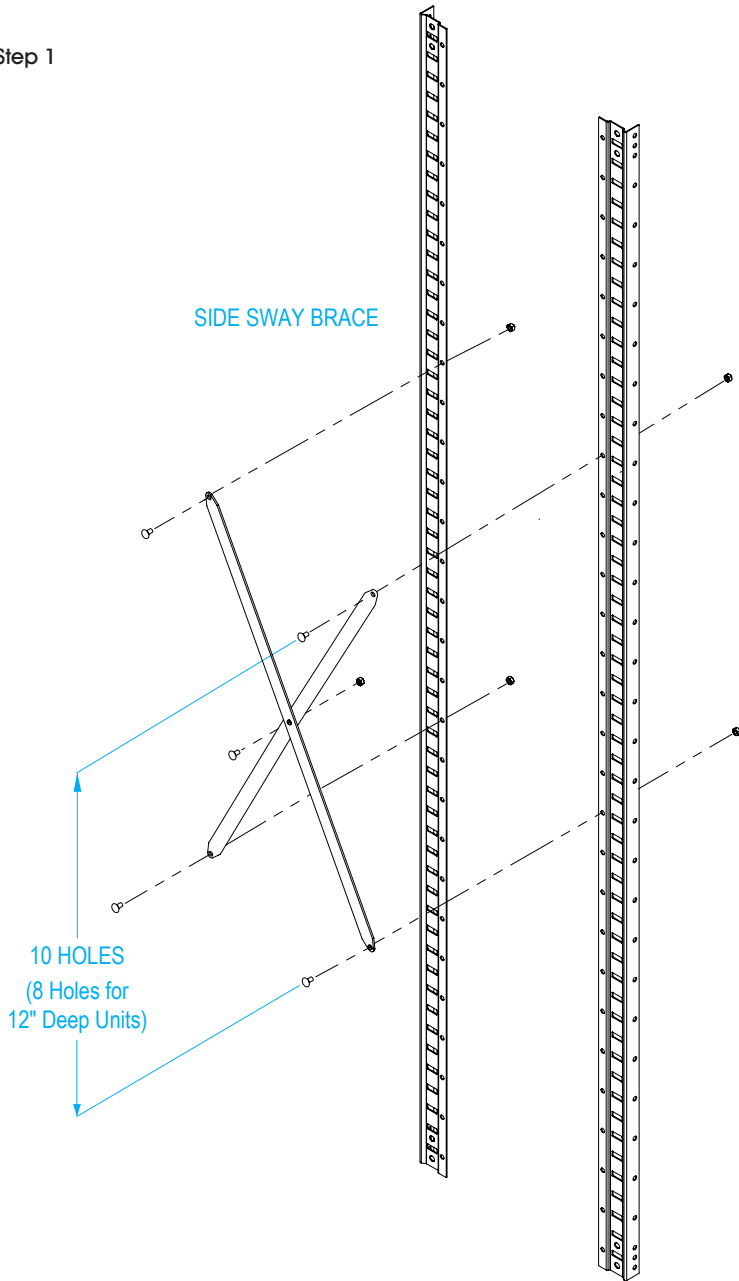 Step 1
SIDE SWAY BRACE
10 HOLES
(8 Holes for
12" Deep Units)